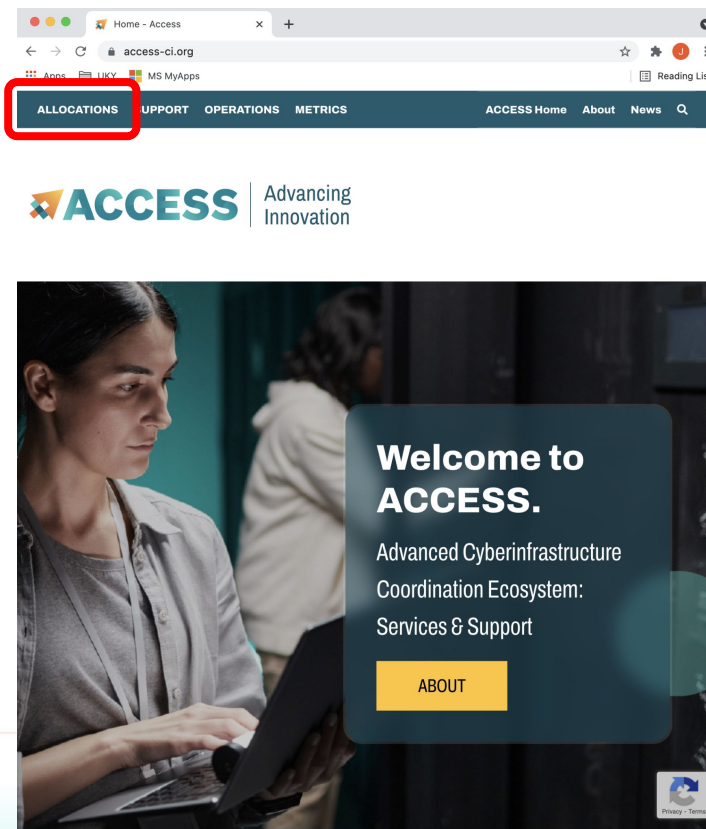 Home - Access
access-ci.org
J
Apps UKY MS MyApps Reading Lis
ALLOCATIONS SUPPORT OPERATIONS METRICS ACCESS Home About News
ACCESS
Advancing
Innovation
Welcome to
ACCESS.
Advanced Cyberinfrastructure
Coordination Ecosystem:
Services & Support
ABOUT
Privacy - Terms